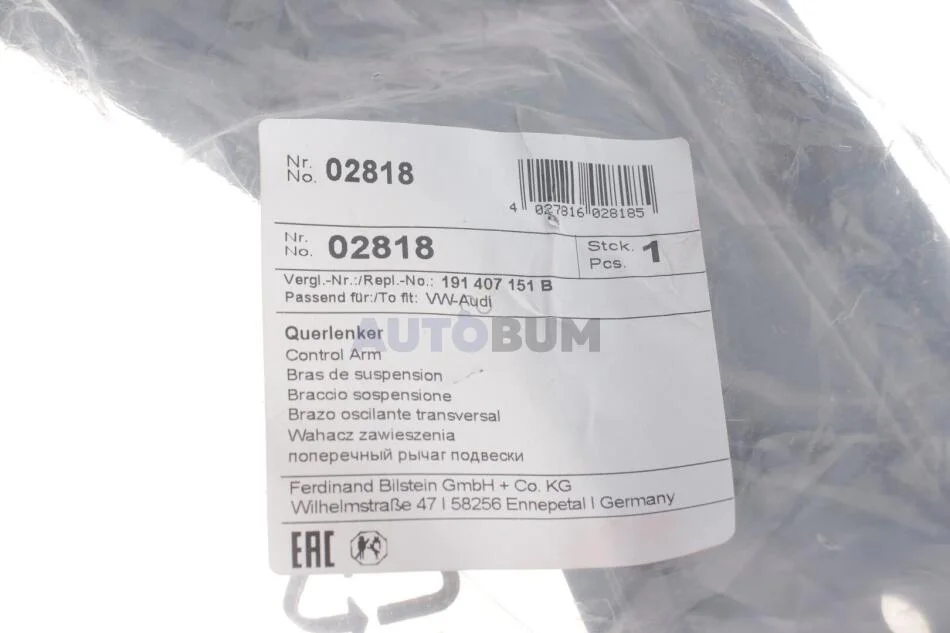 Nr.
No. 02818
4 027816 028185
Nr.
No. 02818
Stck.
Pcs. 1
Vergl.-Nr.:/Repl.-No.: 191 407 151 B
Passend für:/To fit: VW-Audi
AUTOBUM
Querlenker
Control Arm
Bras de suspension
Braccio sospensione
Brazo oscilante transversal
Wahacz zawieszenia
поперечный рычаг подвески
Ferdinand Bilstein GmbH + Co. KG
Wilhelmstraße 47 I 58256 Ennepetal I Germany
EAC